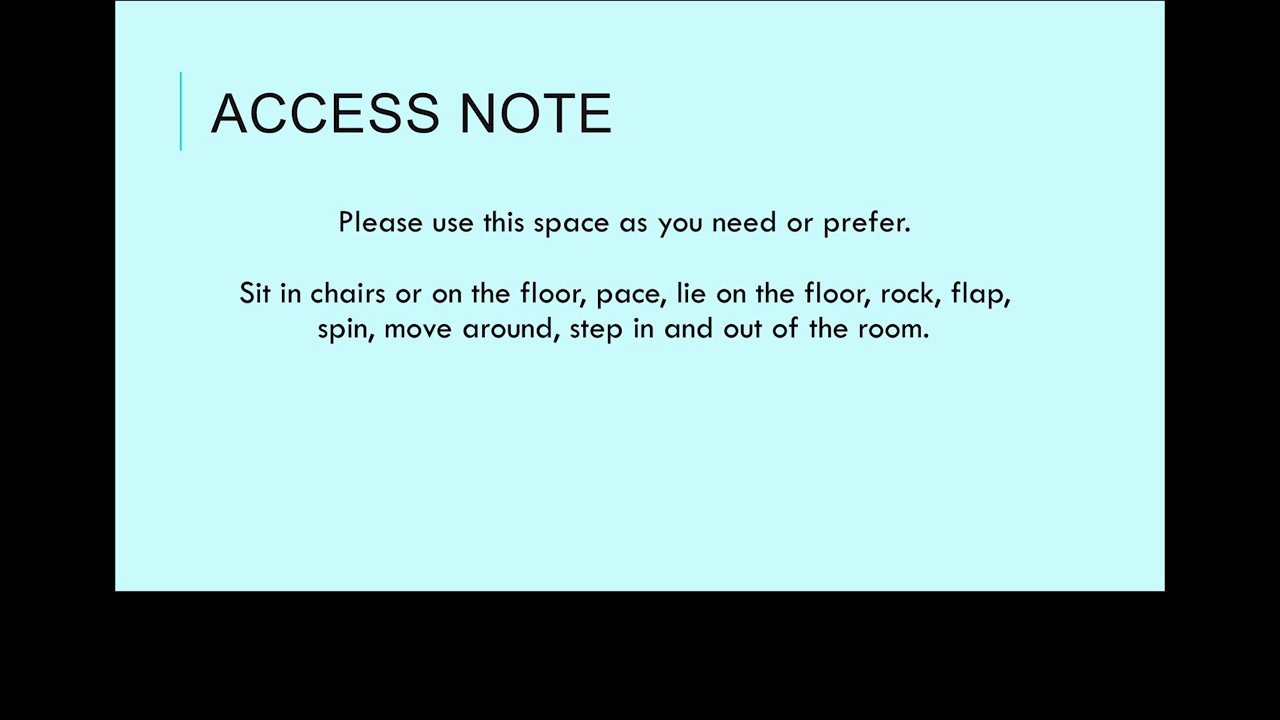 ACCESS NOTE
Please use this space as you need or prefer.
Sit in chairs or on the floor, pace, lie on the floor, rock, flap,
spin, move around, step in and out of the room.